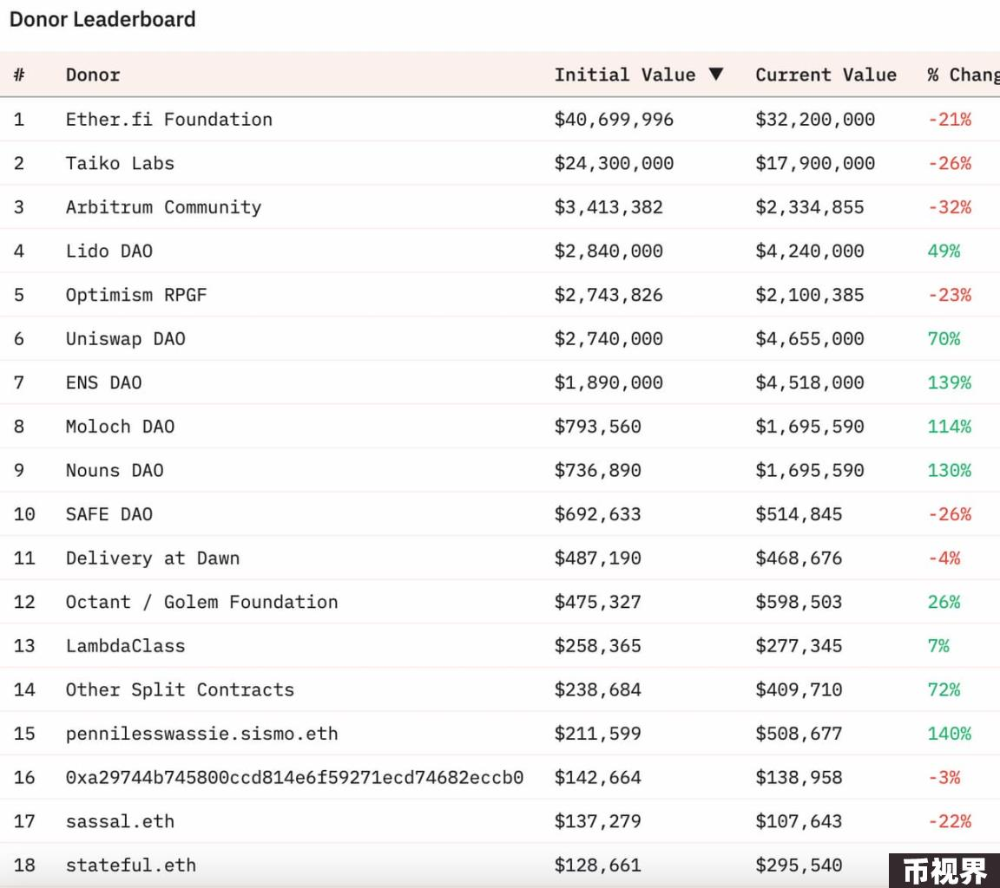 Donor Leaderboard
# Donor Initial Value ▼ Current Value % Chang
1 Ether.fi Foundation $40,699,996 $32,200,000 -21%
2 Taiko Labs $24,300,000 $17,900,000 -26%
3 Arbitrum Community $3,413,382 $2,334,855 -32%
4 Lido DAO $2,840,000 $4,240,000 49%
5 Optimism RPGF $2,743,826 $2,100,385 -23%
6 Uniswap DAO $2,740,000 $4,655,000 70%
7 ENS DAO $1,890,000 $4,518,000 139%
8 Moloch DAO $793,560 $1,695,590 114%
9 Nouns DAO $736,890 $1,695,590 130%
10 SAFE DAO $692,633 $514,845 -26%
11 Delivery at Dawn $487,190 $468,676 -4%
12 Octant / Golem Foundation $475,327 $598,503 26%
13 LambdaClass $258,365 $277,345 7%
14 Other Split Contracts $238,684 $409,710 72%
15 pennilesswassie.sismo.eth $211,599 $508,677 140%
16 0xa29744b745800ccd814e6f59271ecd74682eccb0 $142,664 $138,958 -3%
17 sassal.eth $137,279 $107,643 -22%
18 stateful.eth $128,661 $295,540
币视界